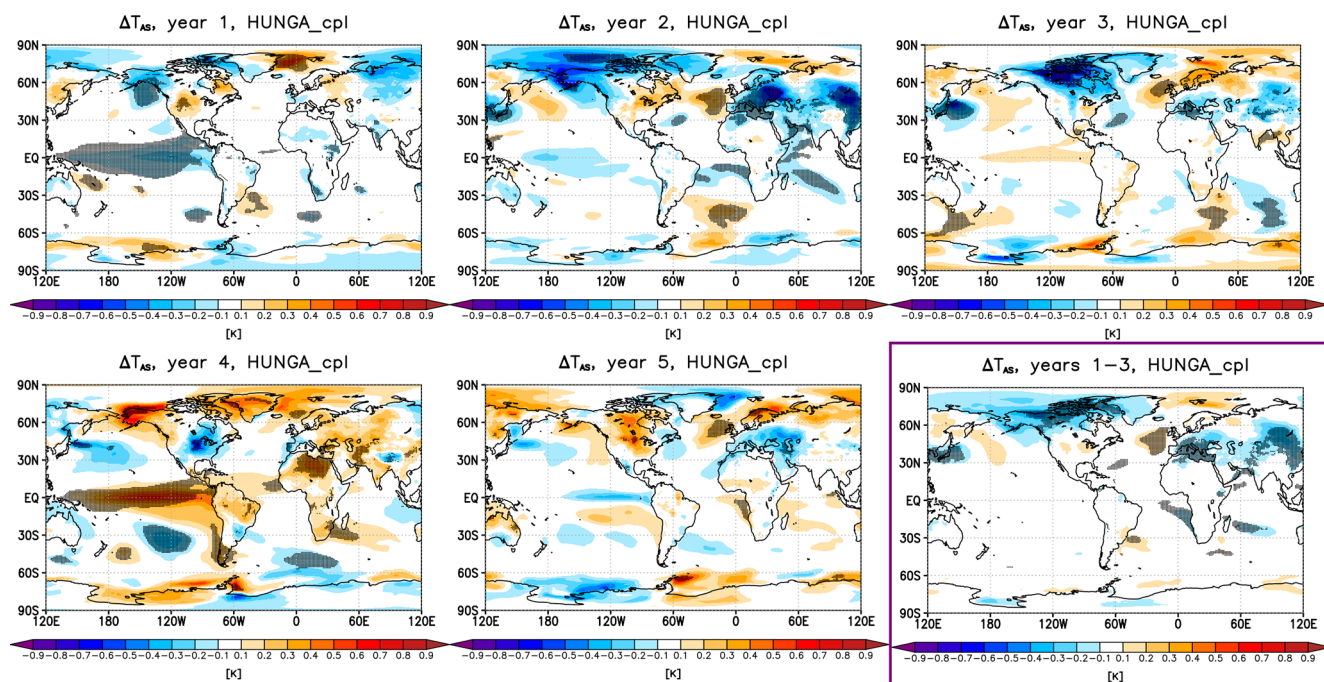 ΔT_AS, year 1, HUNGA_cpl
90N
60N
30N
EQ
30S
60S
90S
120E 180 120W 60W 0 60E 120E
−0.9−0.8−0.7−0.6−0.5−0.4−0.3−0.2−0.1 0.1 0.2 0.3 0.4 0.5 0.6 0.7 0.8 0.9
[K]
ΔT_AS, year 2, HUNGA_cpl
90N
60N
30N
EQ
30S
60S
90S
120E 180 120W 60W 0 60E 120E
−0.9−0.8−0.7−0.6−0.5−0.4−0.3−0.2−0.1 0.1 0.2 0.3 0.4 0.5 0.6 0.7 0.8 0.9
[K]
ΔT_AS, year 3, HUNGA_cpl
90N
60N
30N
EQ
30S
60S
90S
120E 180 120W 60W 0 60E 120E
−0.9−0.8−0.7−0.6−0.5−0.4−0.3−0.2−0.1 0.1 0.2 0.3 0.4 0.5 0.6 0.7 0.8 0.9
[K]
ΔT_AS, year 4, HUNGA_cpl
90N
60N
30N
EQ
30S
60S
90S
120E 180 120W 60W 0 60E 120E
−0.9−0.8−0.7−0.6−0.5−0.4−0.3−0.2−0.1 0.1 0.2 0.3 0.4 0.5 0.6 0.7 0.8 0.9
[K]
ΔT_AS, year 5, HUNGA_cpl
90N
60N
30N
EQ
30S
60S
90S
120E 180 120W 60W 0 60E 120E
−0.9−0.8−0.7−0.6−0.5−0.4−0.3−0.2−0.1 0.1 0.2 0.3 0.4 0.5 0.6 0.7 0.8 0.9
[K]
ΔT_AS, years 1−3, HUNGA_cpl
90N
60N
30N
EQ
30S
60S
90S
120E 180 120W 60W 0 60E 120E
−0.9−0.8−0.7−0.6−0.5−0.4−0.3−0.2−0.1 0.1 0.2 0.3 0.4 0.5 0.6 0.7 0.8 0.9
[K]